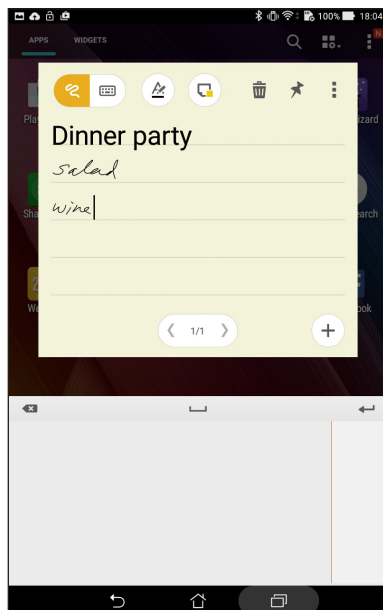 100% 18:04
APPS WIDGETS
N
Dinner party
salad
wine
1/1